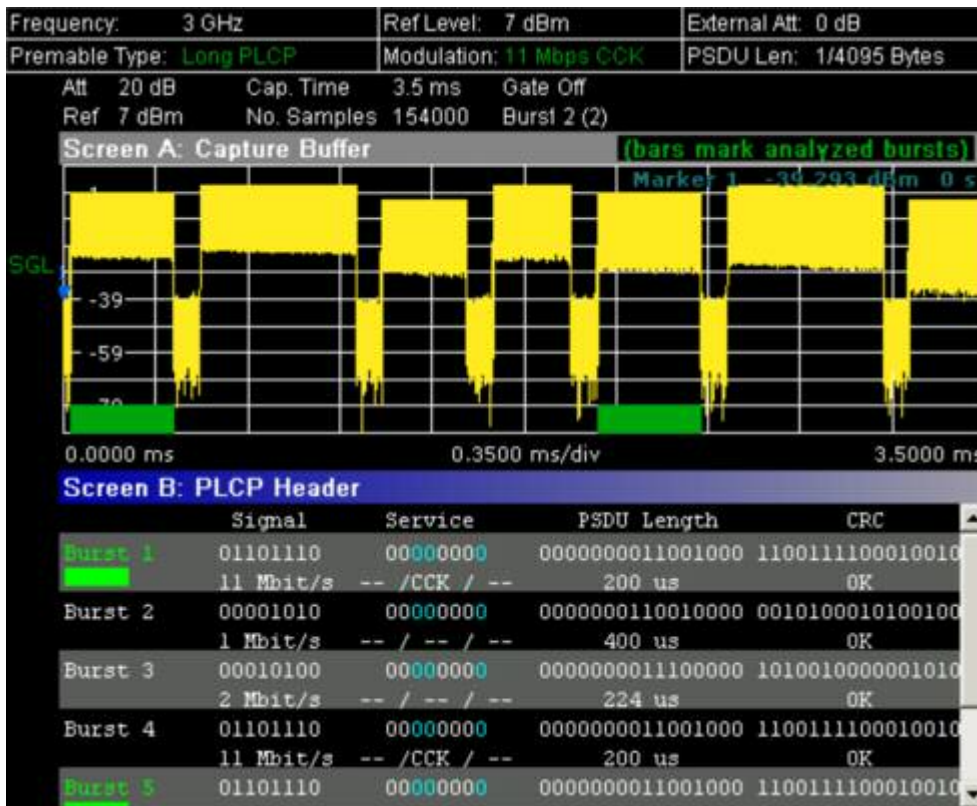 Frequency: 3 GHz Ref Level: 7 dBm External Att: 0 dB
Premable Type: Long PLCP Modulation: 11 Mbps CCK PSDU Len: 1/4095 Bytes
Att 20 dB Cap. Time 3.5 ms Gate Off
Ref 7 dBm No. Samples 154000 Burst 2 (2)
Screen A: Capture Buffer (bars mark analyzed bursts)
Marker 1 -39.293 dBm 0 s
SGL
-39
-59
0.0000 ms 0.3500 ms/div 3.5000 ms
Screen B: PLCP Header
Signal Service PSDU Length CRC
Burst 1 01101110 00000000 0000000011001000 1100111100010010
11 Mbit/s -- /CCK / -- 200 us OK
Burst 2 00001010 00000000 0000000110010000 0010100010100100
1 Mbit/s -- / -- / -- 400 us OK
Burst 3 00010100 00000000 0000000011100000 1010010000001010
2 Mbit/s -- / -- / -- 224 us OK
Burst 4 01101110 00000000 0000000011001000 1100111100010010
11 Mbit/s -- /CCK / -- 200 us OK
Burst 5 01101110 00000000 0000000011001000 1100111100010010